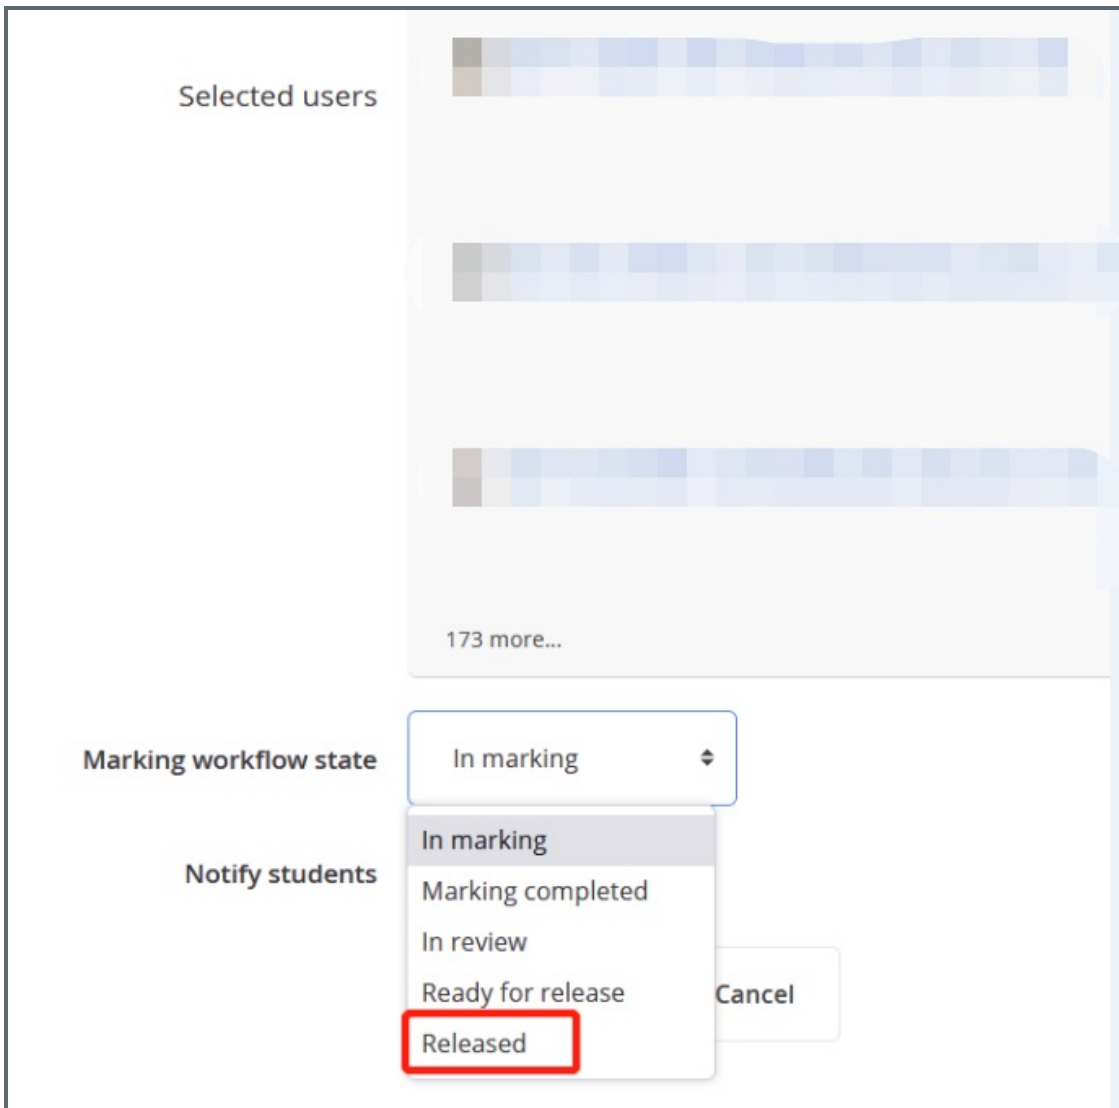 Selected users
173 more...
Marking workflow state
In marking
In marking
Marking completed
Notify students
In review
Ready for release
Cancel
Released